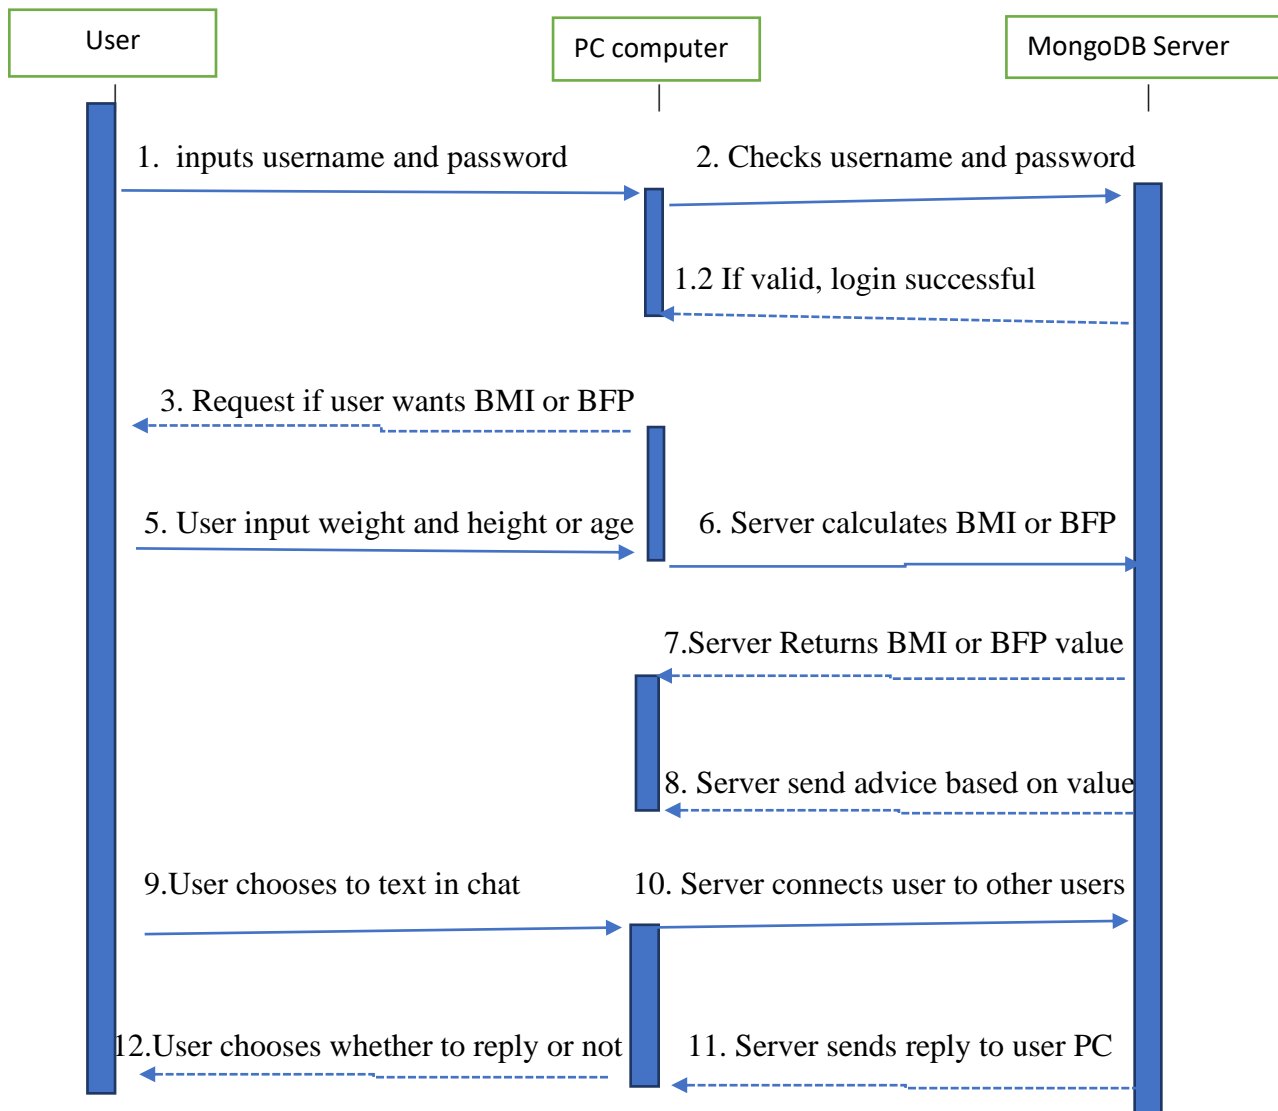 User
PC computer
MongoDB Server
1. inputs username and password
2. Checks username and password
1.2 If valid, login successful
3. Request if user wants BMI or BFP
5. User input weight and height or age
6. Server calculates BMI or BFP
7.Server Returns BMI or BFP value
8. Server send advice based on value
9.User chooses to text in chat
10. Server connects user to other users
12.User chooses whether to reply or not
11. Server sends reply to user PC